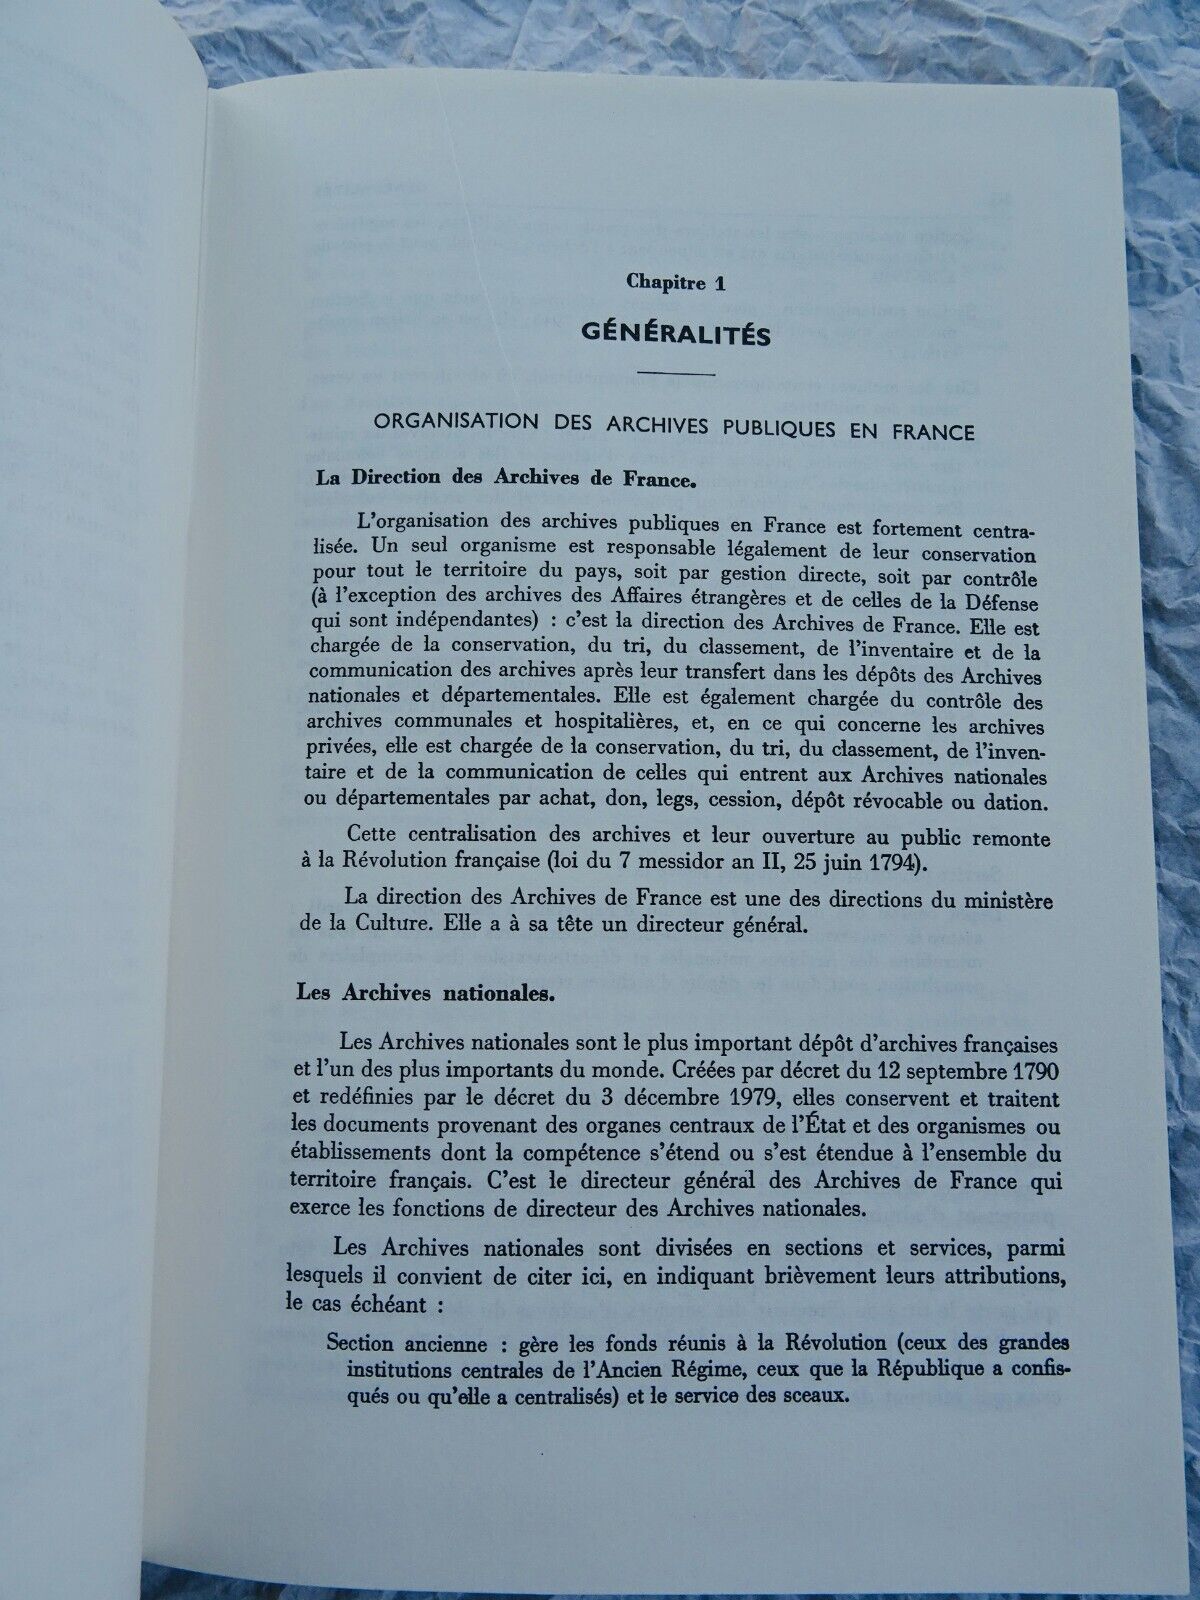 Chapitre 1
GÉNÉRALITÉS
ORGANISATION DES ARCHIVES PUBLIQUES EN FRANCE
La Direction des Archives de France.
L'organisation des archives publiques en France est fortement centra-
lisée. Un seul organisme est responsable légalement de leur conservation
pour tout le territoire du pays, soit par gestion directe, soit par contrôle
(à l'exception des archives des Affaires étrangères et de celles de la Défense
qui sont indépendantes) : c'est la direction des Archives de France. Elle est
chargée de la conservation, du tri, du classement, de l'inventaire et de la
communication des archives après leur transfert dans les dépôts des Archives
nationales et départementales. Elle est également chargée du contrôle des
archives communales et hospitalières, et, en ce qui concerne les archives
privées, elle est chargée de la conservation, du tri, du classement, de l'inven-
taire et de la communication de celles qui entrent aux Archives nationales
ou départementales par achat, don, legs, cession, dépôt révocable ou dation.
Cette centralisation des archives et leur ouverture au public remonte
à la Révolution française (loi du 7 messidor an II, 25 juin 1794).
La direction des Archives de France est une des directions du ministère
de la Culture. Elle a à sa tête un directeur général.
Les Archives nationales.
Les Archives nationales sont le plus important dépôt d'archives françaises
et l'un des plus importants du monde. Créées par décret du 12 septembre 1790
et redéfinies par le décret du 3 décembre 1979, elles conservent et traitent
les documents provenant des organes centraux de l'État et des organismes ou
établissements dont la compétence s'étend ou s'est étendue à l'ensemble du
territoire français. C'est le directeur général des Archives de France qui
exerce les fonctions de directeur des Archives nationales.
Les Archives nationales sont divisées en sections et services, parmi
lesquels il convient de citer ici, en indiquant brièvement leurs attributions,
le cas échéant :
Section ancienne : gère les fonds réunis à la Révolution (ceux des grandes
institutions centrales de l'Ancien Régime, ceux que la République a confis-
qués ou qu'elle a centralisés) et le service des sceaux.